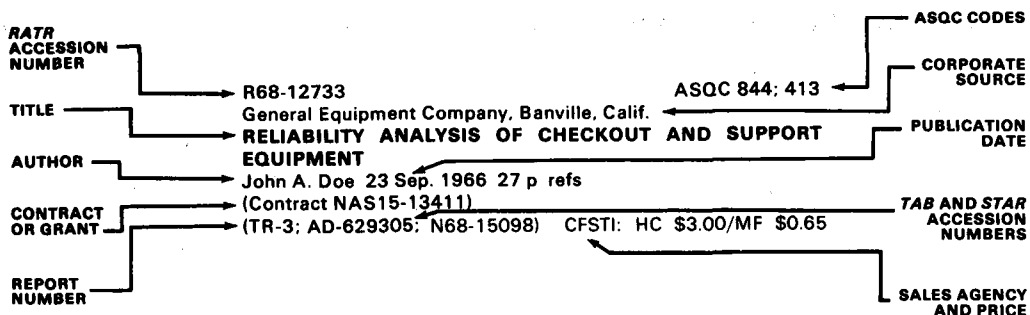 RATR
ACCESSION
NUMBER
TITLE
AUTHOR
CONTRACT
OR GRANT
REPORT
NUMBER
R68-12733 ASQC 844; 413
General Equipment Company, Banville, Calif.
RELIABILITY ANALYSIS OF CHECKOUT AND SUPPORT
EQUIPMENT
John A. Doe 23 Sep. 1966 27 p refs
(Contract NAS15-13411)
(TR-3; AD-629305; N68-15098) CFSTI: HC $3.00/MF $0.65
ASQC CODES
CORPORATE
SOURCE
PUBLICATION
DATE
TAB AND STAR
ACCESSION
NUMBERS
SALES AGENCY
AND PRICE